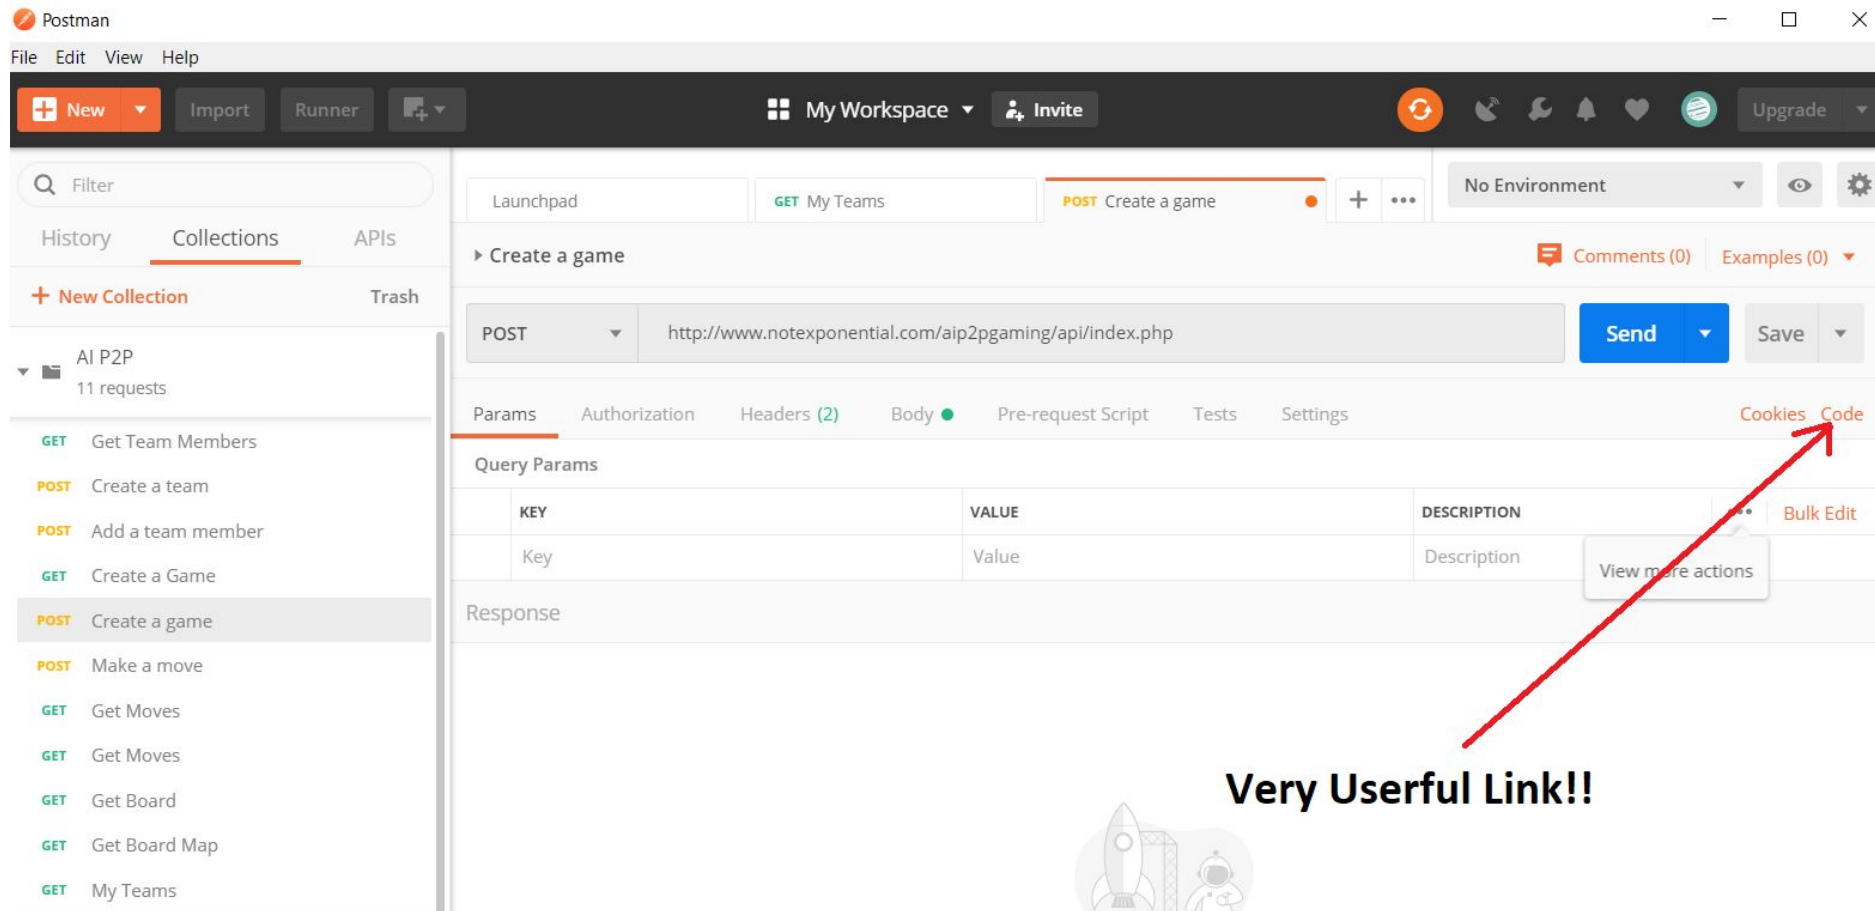 Postman
File Edit View Help
New Import Runner My Workspace Invite Upgrade
Filter
History Collections APIs
New Collection Trash
AI P2P
11 requests
GET Get Team Members
POST Create a team
POST Add a team member
GET Create a Game
POST Create a game
POST Make a move
GET Get Moves
GET Get Moves
GET Get Board
GET Get Board Map
GET My Teams
Launchpad GET My Teams POST Create a game No Environment
Create a game Comments (0) Examples (0)
POST http://www.notexponential.com/aip2pgaming/api/index.php Send Save
Params Authorization Headers (2) Body Pre-request Script Tests Settings Cookies Code
Query Params
KEY VALUE DESCRIPTION Bulk Edit
Key Value Description
View more actions
Response
Very Userful Link!!